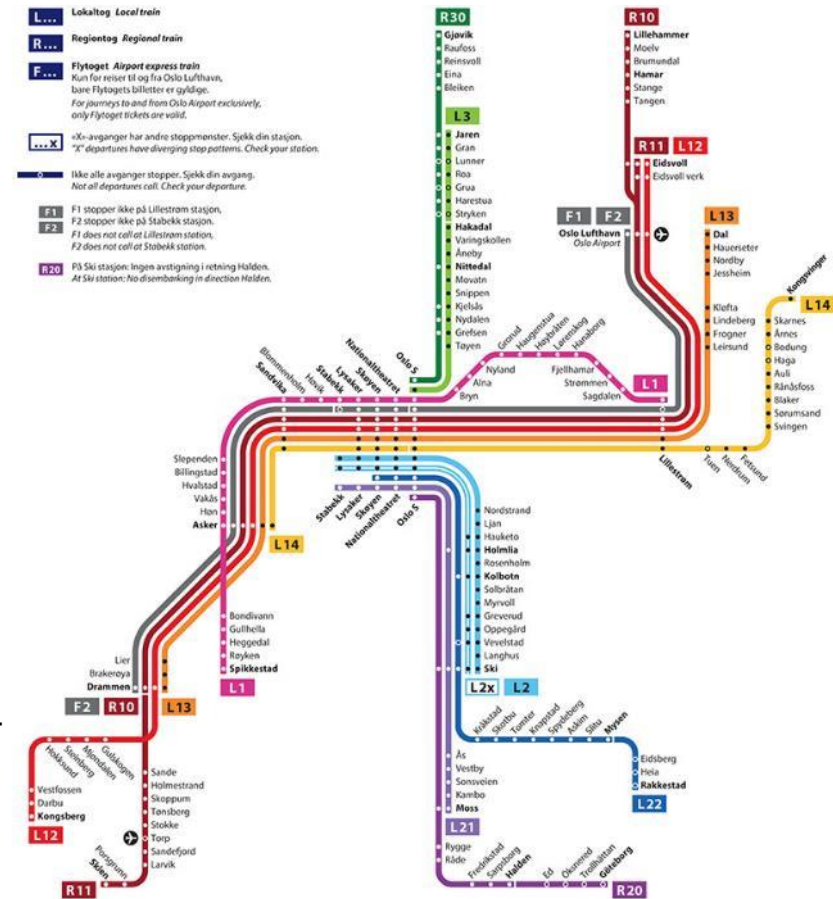 L... Lokaltog Local train
R... Regiontog Regional train
F... Flytoget Airport express train
Kun for reiser til og fra Oslo Lufthavn,
bare Flytogets billetter er gyldige.
For journeys to and from Oslo Airport exclusively,
only Flytoget tickets are valid.
...x «X»-avganger har andre stoppmønster. Sjekk din stasjon.
"X" departures have diverging stop patterns. Check your station.
Ikke alle avganger stopper. Sjekk din avgang.
Not all departures call. Check your departure.
F1 F1 stopper ikke på Lillestrøm stasjon,
F2 F2 stopper ikke på Stabekk stasjon.
F1 does not call at Lillestrøm station,
F2 does not call at Stabekk station.
R20 På Ski stasjon: Ingen avstigning i retning Halden.
At Ski station: No disembarking in direction Halden.
R30
Gjøvik
Raufoss
Reinsvoll
Eina
Bleiken
L3
Jaren
Gran
Lunner
Roa
Grua
Harestua
Stryken
Hakadal
Varingskollen
Åneby
Nittedal
Movatn
Snippen
Kjelsås
Nydalen
Grefsen
Tøyen
R10
Lillehammer
Moelv
Brumundal
Hamar
Stange
Tangen
R11 L12
Eidsvoll
Eidsvoll verk
F1 F2
Oslo Lufthavn
Oslo Airport
L13
Dal
Hauerseter
Nordby
Jessheim
Kløfta
Lindeberg
Frogner
Leirsund
Kongsvinger
L14
Skarnes
Årnes
Bodung
Haga
Auli
Rånåsfoss
Blaker
Sørumsand
Svingen
Fetsund
Nerdrum
Tuen
Lillestrøm
L1
Sagdalen
Strømmen
Fjellhamar
Hanaborg
Lørenskog
Høybråten
Haugenstua
Grorud
Nyland
Alna
Bryn
Oslo S
Nationaltheatret
Skøyen
Lysaker
Stabekk
Høvik
Blommenholm
Sandvika
Slependen
Billingstad
Hvalstad
Vakås
Høn
Asker
L14
Bondivann
Gullhella
Heggedal
Røyken
Spikkestad
L1
Lier
Brakerøya
Drammen
F2 R10 L13
Gulskogen
Mjøndalen
Steinberg
Hokksund
Vestfossen
Darbu
Kongsberg
L12
Sande
Holmestrand
Skoppum
Tønsberg
Stokke
Torp
Sandefjord
Larvik
Porsgrunn
Skien
R11
Stabekk
Lysaker
Skøyen
Nationaltheatret
Oslo S
Nordstrand
Ljan
Hauketo
Holmlia
Rosenholm
Kolbotn
Solbråtan
Myrvoll
Greverud
Oppegård
Vevelstad
Langhus
Ski
L2x L2
Kråkstad
Skotbu
Tomter
Knapstad
Spydeberg
Askim
Slitu
Mysen
Eidsberg
Heia
Rakkestad
L22
Ås
Vestby
Sonsveien
Kambo
Moss
L21
Rygge
Råde
Fredrikstad
Sarpsborg
Halden
Ed
Öksnered
Trollhättan
Göteborg
R20